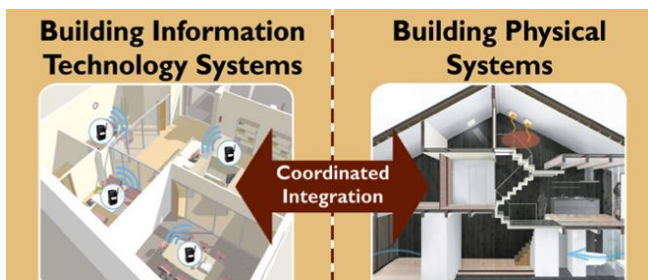 Building Information
Technology Systems
Building Physical
Systems
Coordinated
Integration